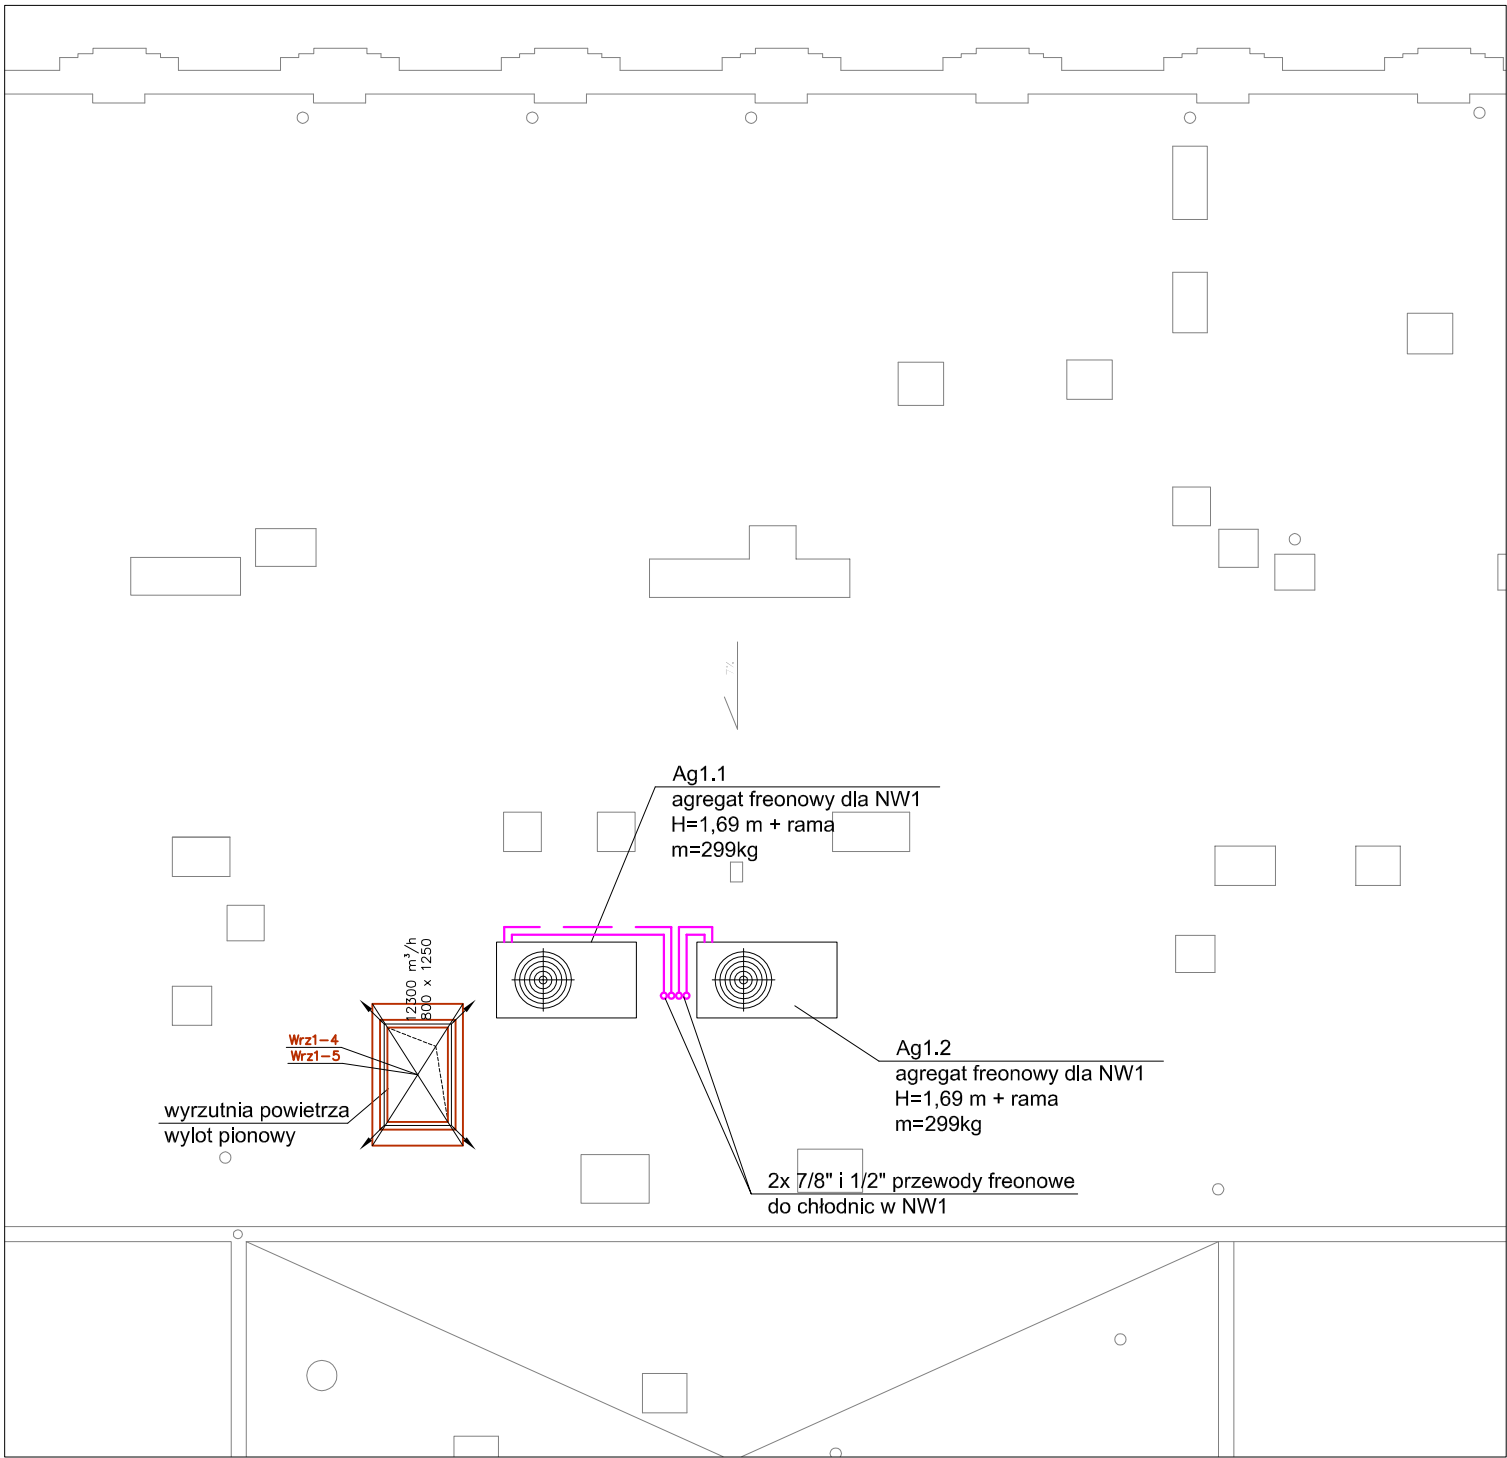 7%
Ag1.1
agregat freonowy dla NW1
H=1,69 m + rama
m=299kg
12300 m³/h
800 x 1250
Wrz1-4
Wrz1-5
wyrzutnia powietrza
wylot pionowy
Ag1.2
agregat freonowy dla NW1
H=1,69 m + rama
m=299kg
2x 7/8" i 1/2" przewody freonowe
do chłodnic w NW1